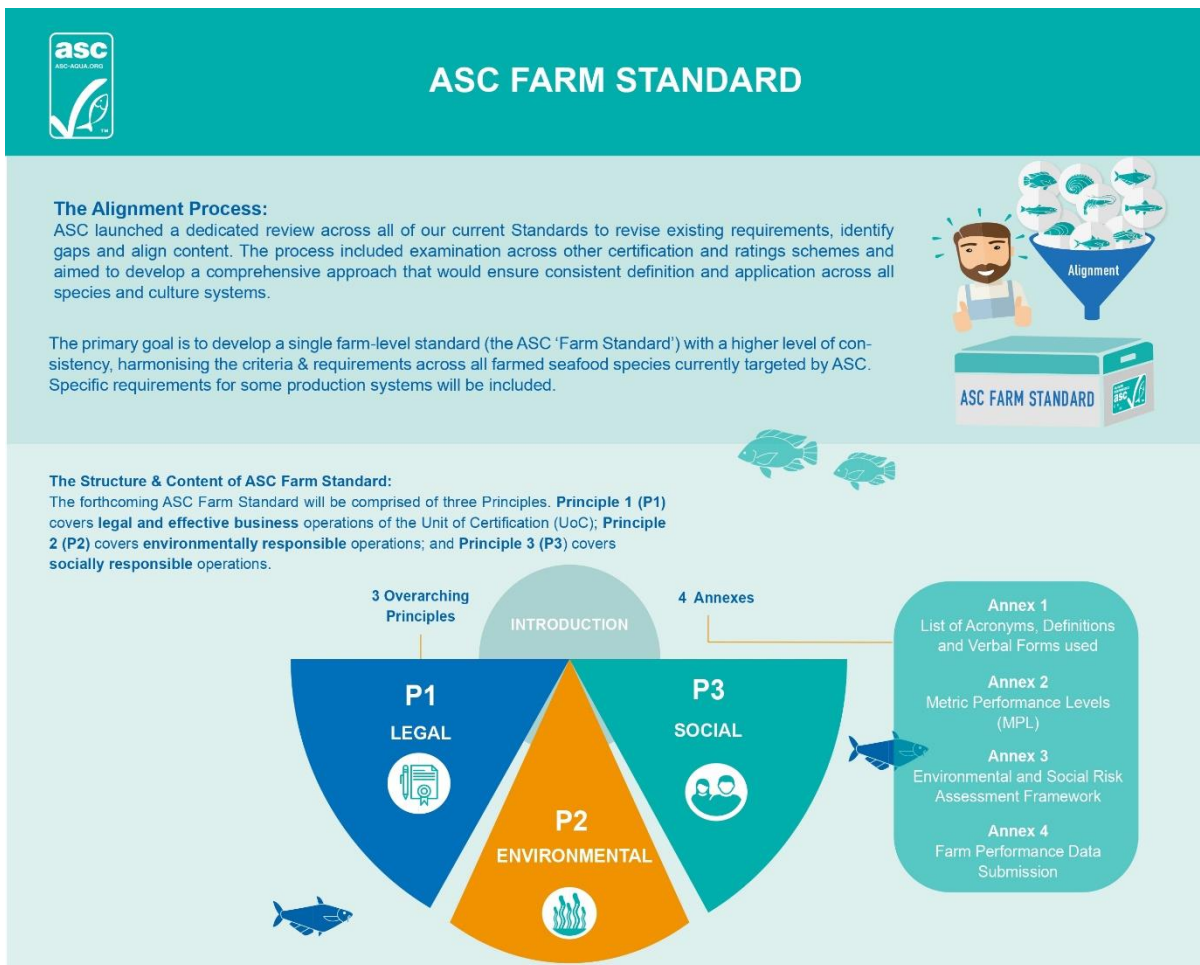 asc
ASC-AQUA.ORG
TM
ASC FARM STANDARD
The Alignment Process:
ASC launched a dedicated review across all of our current Standards to revise existing requirements, identify
gaps and align content. The process included examination across other certification and ratings schemes and
aimed to develop a comprehensive approach that would ensure consistent definition and application across all
species and culture systems.
The primary goal is to develop a single farm-level standard (the ASC ‘Farm Standard’) with a higher level of con-
sistency, harmonising the criteria & requirements across all farmed seafood species currently targeted by ASC.
Specific requirements for some production systems will be included.
Alignment
ASC FARM STANDARD
asc
The Structure & Content of ASC Farm Standard:
The forthcoming ASC Farm Standard will be comprised of three Principles. Principle 1 (P1)
covers legal and effective business operations of the Unit of Certification (UoC); Principle
2 (P2) covers environmentally responsible operations; and Principle 3 (P3) covers
socially responsible operations.
3 Overarching
Principles
INTRODUCTION
4 Annexes
P1
LEGAL
P2
ENVIRONMENTAL
P3
SOCIAL
Annex 1
List of Acronyms, Definitions
and Verbal Forms used
Annex 2
Metric Performance Levels
(MPL)
Annex 3
Environmental and Social Risk
Assessment Framework
Annex 4
Farm Performance Data
Submission